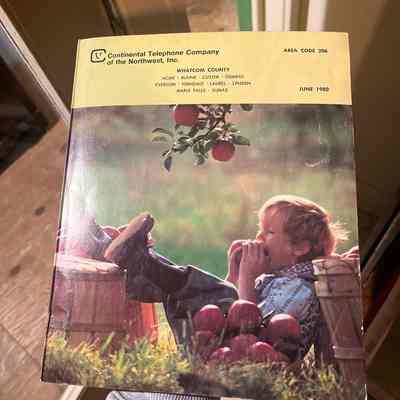 Continental Telephone Company
of the Northwest, Inc.
AREA CODE 206
WHATCOM COUNTY
ACME · BLAINE · CUSTER · DEMING
EVERSON · FERNDALE · LAUREL · LYNDEN
MAPLE FALLS · SUMAS
JUNE 1980